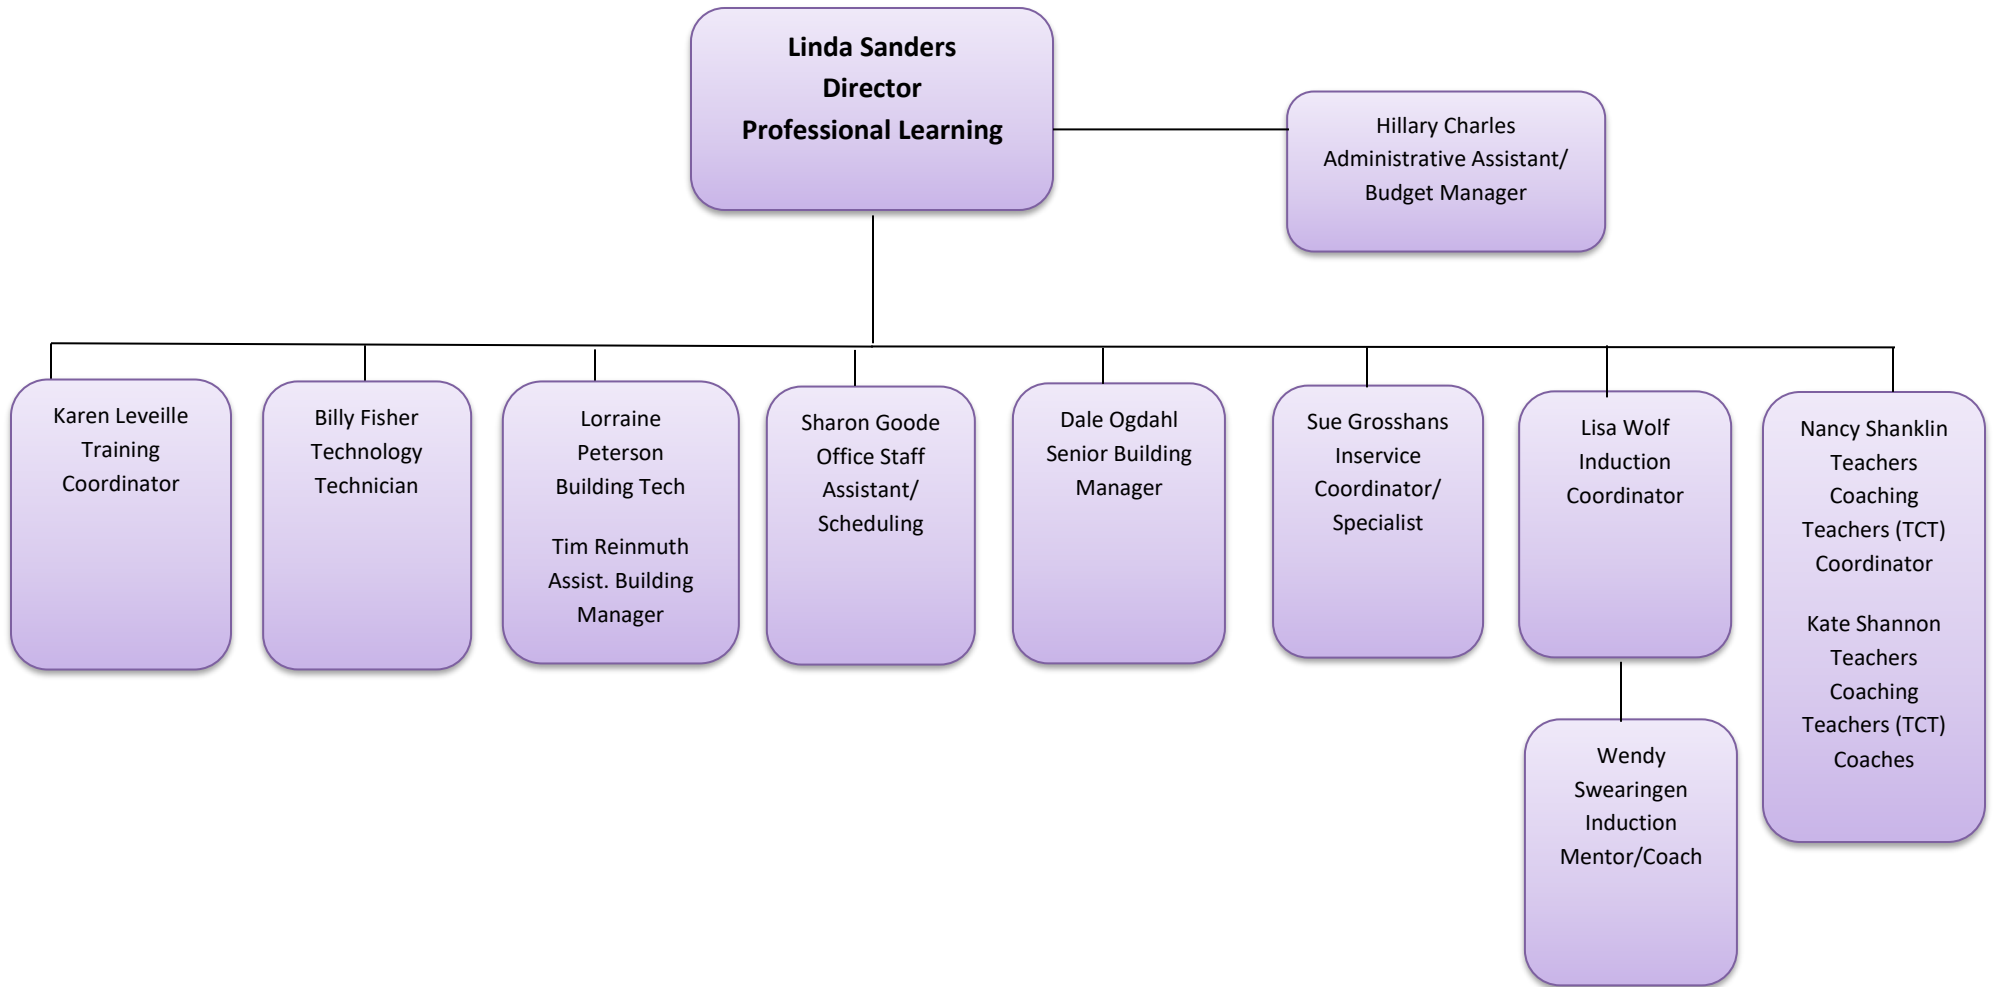 Linda Sanders
Director
Professional Learning
Hillary Charles
Administrative Assistant/
Budget Manager
Karen Leveille
Training
Coordinator
Billy Fisher
Technology
Technician
Lorraine
Peterson
Building Tech
Tim Reinmuth
Assist. Building
Manager
Sharon Goode
Office Staff
Assistant/
Scheduling
Dale Ogdahl
Senior Building
Manager
Sue Grosshans
Inservice
Coordinator/
Specialist
Lisa Wolf
Induction
Coordinator
Nancy Shanklin
Teachers
Coaching
Teachers (TCT)
Coordinator
Kate Shannon
Teachers
Coaching
Teachers (TCT)
Coaches
Wendy
Swearingen
Induction
Mentor/Coach